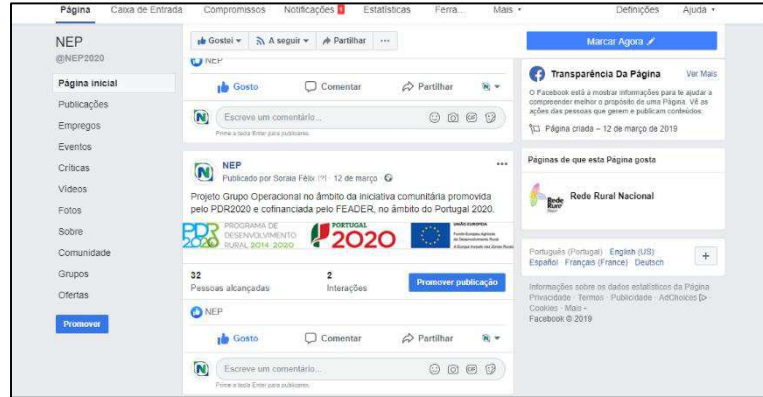 Página Caixa de Entrada Compromissos Notificações 1 Estatísticas Ferra... Mais Definições Ajuda
NEP
@NEP2020
Página inicial
Publicações
Empregos
Eventos
Críticas
Vídeos
Fotos
Sobre
Comunidade
Grupos
Ofertas
Promover
Gostei A seguir Partilhar ...
NEP
Gosto Comentar Partilhar
Escreve um comentário...
Prime a tecla Enter para publicares.
NEP
Publicado por Soraia Félix [?] · 12 de março
Projeto Grupo Operacional no âmbito da iniciativa comunitária promovida
pelo PDR2020 e cofinanciada pelo FEADER, no âmbito do Portugal 2020.
PDR 2020 PROGRAMA DE
DESENVOLVIMENTO
RURAL 2014 2020
PORTUGAL
2020
UNIÃO EUROPEIA
32
Pessoas alcançadas
2
Interações
Promover publicação
NEP
Gosto Comentar Partilhar
Escreve um comentário...
Prime a tecla Enter para publicares.
Marcar Agora
Transparência Da Página Ver Mais
O Facebook está a mostrar informações para te ajudar a
compreender melhor o propósito de uma Página. Vê as
ações das pessoas que gerem e publicam conteúdos.
Página criada – 12 de março de 2019
Páginas de que esta Página gosta
Rede Rural Nacional
Português (Portugal) · English (US) ·
Español · Français (France) · Deutsch
+
Informações sobre os dados estatísticos da Página
Privacidade · Termos · Publicidade · AdChoices
Cookies · Mais
Facebook © 2019